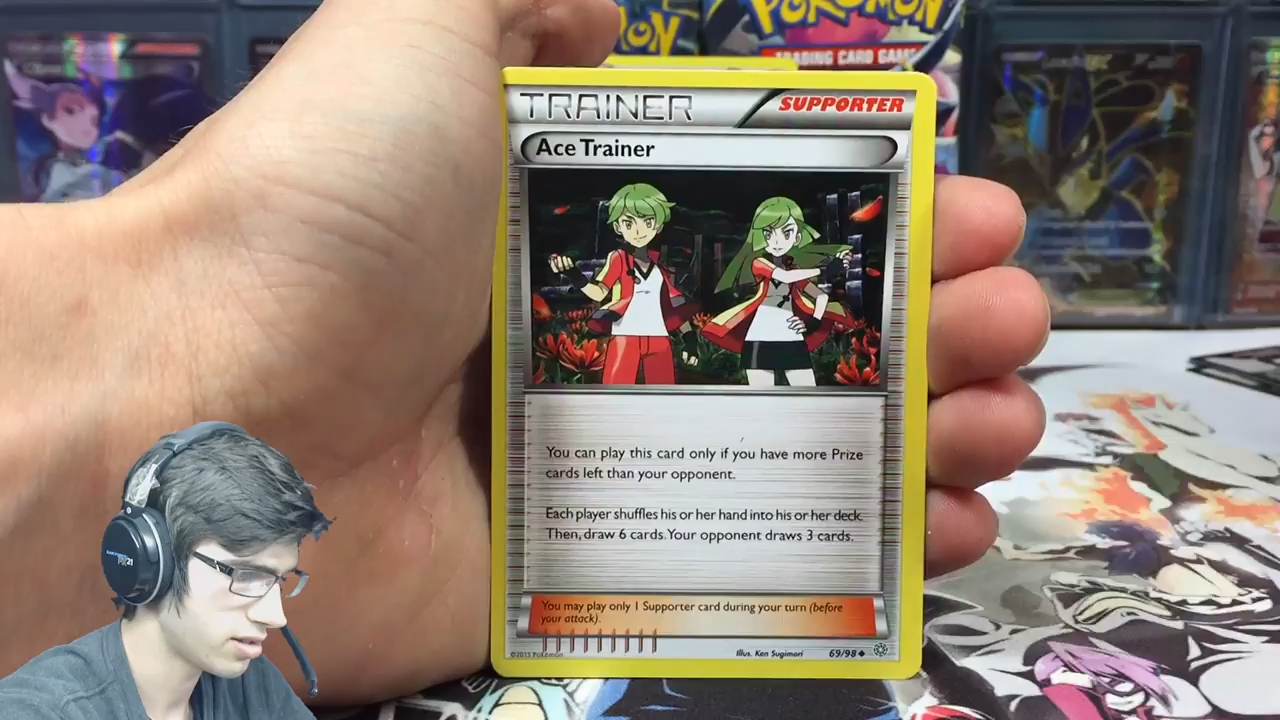 POKÉMON
TRADING CARD GAME
TRAINER
SUPPORTER
Ace Trainer
You can play this card only if you have more Prize
cards left than your opponent.
Each player shuffles his or her hand into his or her deck.
Then, draw 6 cards. Your opponent draws 3 cards.
You may play only 1 Supporter card during your turn (before
your attack).
©2015 Pokémon
Illus. Ken Sugimori
69/98